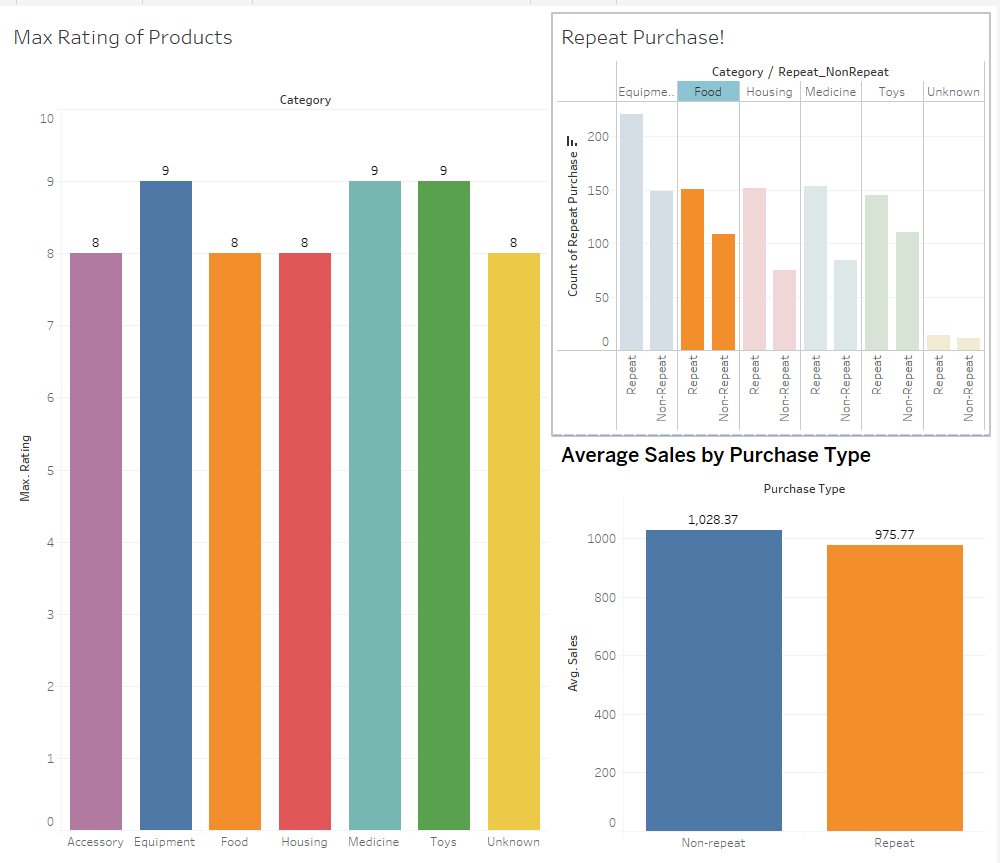 Max Rating of Products
Category
10
9
8
7
6
5
4
3
2
1
0
Max. Rating
8
9
8
8
9
9
8
Accessory Equipment Food Housing Medicine Toys Unknown
Repeat Purchase!
Category / Repeat_NonRepeat
Equipme.. Food Housing Medicine Toys Unknown
200
150
100
50
0
Count of Repeat Purchase
Repeat Non-Repeat Repeat Non-Repeat Repeat Non-Repeat Repeat Non-Repeat Repeat Non-Repeat Repeat Non-Repeat
Average Sales by Purchase Type
Purchase Type
1000
800
600
400
200
0
Avg. Sales
1,028.37
975.77
Non-repeat Repeat